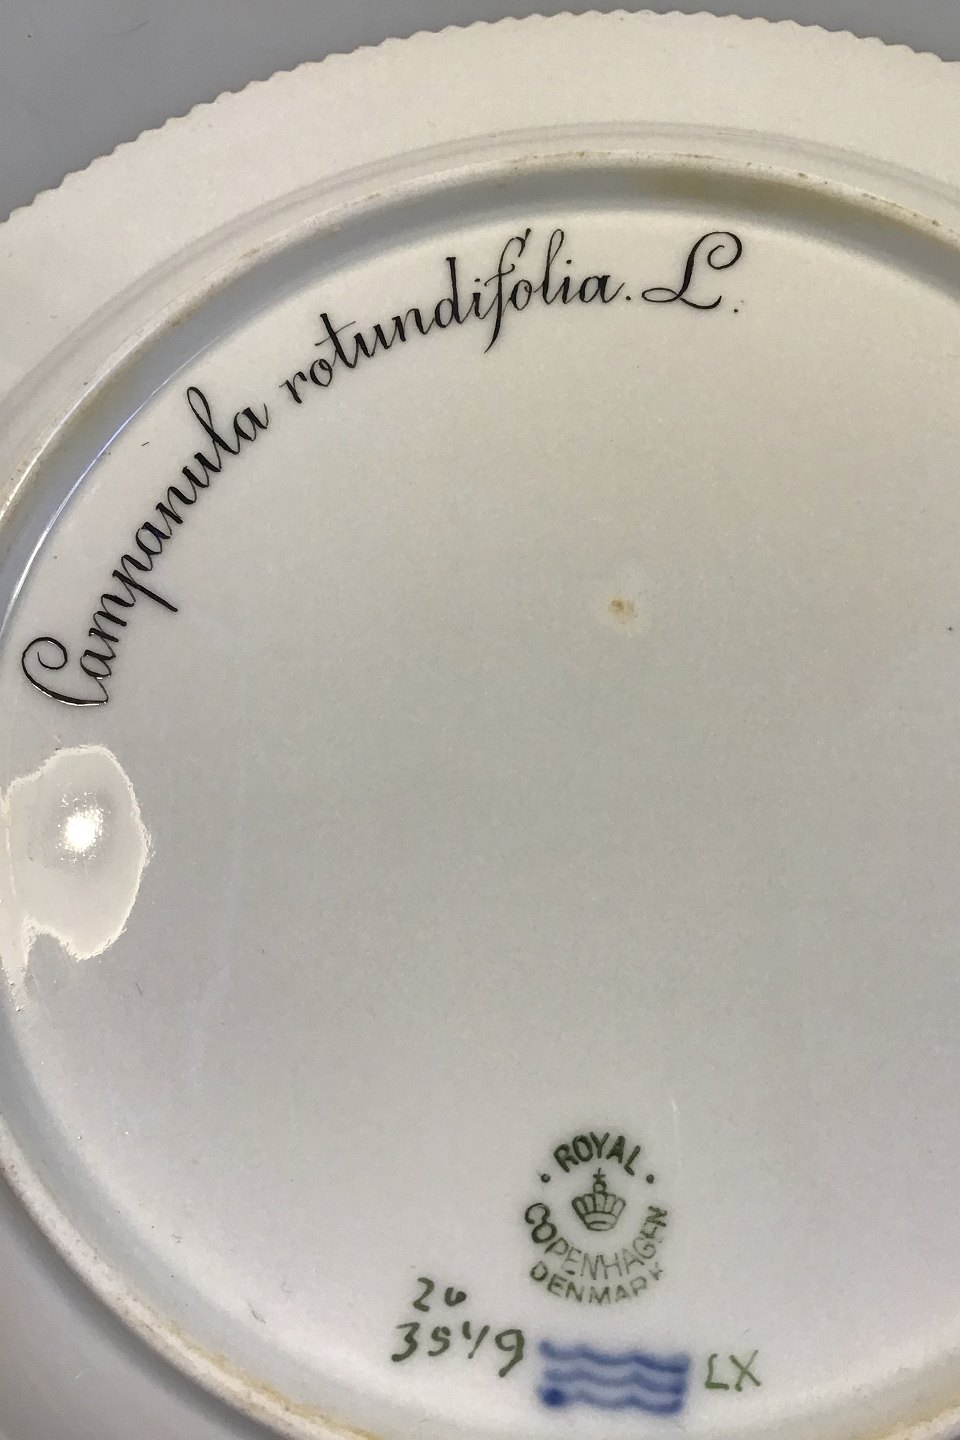 Campanula rotundifolia. L.
ROYAL
COPENHAGEN
DENMARK
20
3549
LX